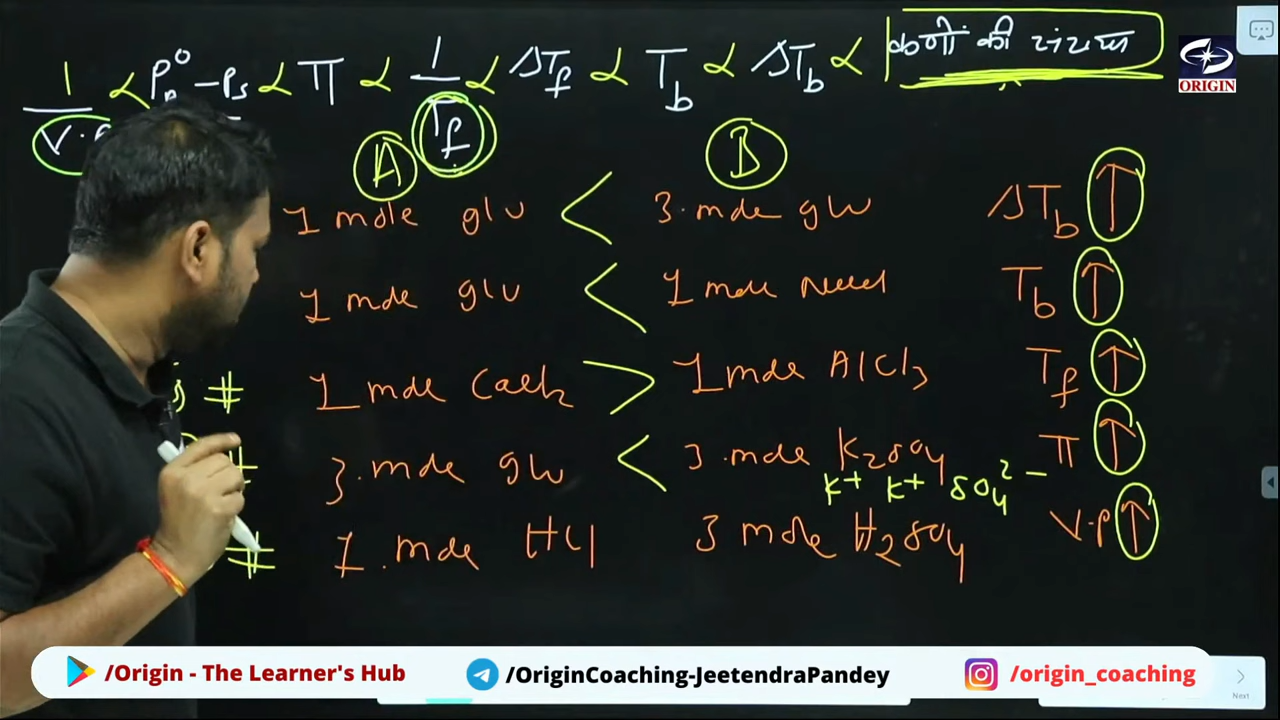 1/V.P ∝ P°A - Ps ∝ π ∝ 1/Tf ∝ ΔTf ∝ Tb ∝ ΔTb ∝ कणों की संख्या
ORIGIN
A B
1 mole glu < 3 mole glu ΔTb ↑
1 mole glu < 1 mole NaCl Tb ↑
# 1 mole CaCl2 > 1 mole AlCl3 Tf ↑
# 3 mole glu < 3 mole K2SO4 π ↑
K+ K+ SO4 2-
# 1 mole HCl 3 mole H2SO4 V.P ↑
/Origin - The Learner's Hub /OriginCoaching-JeetendraPandey /origin_coaching
Next